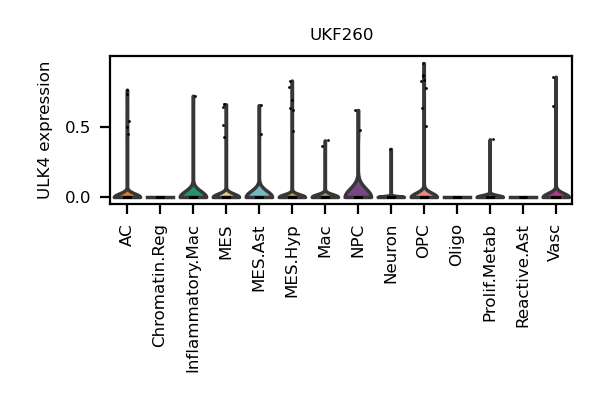 UKF260
ULK4 expression
0.5
0.0
AC
Chromatin.Reg
Inflammatory.Mac
MES
MES.Ast
MES.Hyp
Mac
NPC
Neuron
OPC
Oligo
Prolif.Metab
Reactive.Ast
Vasc